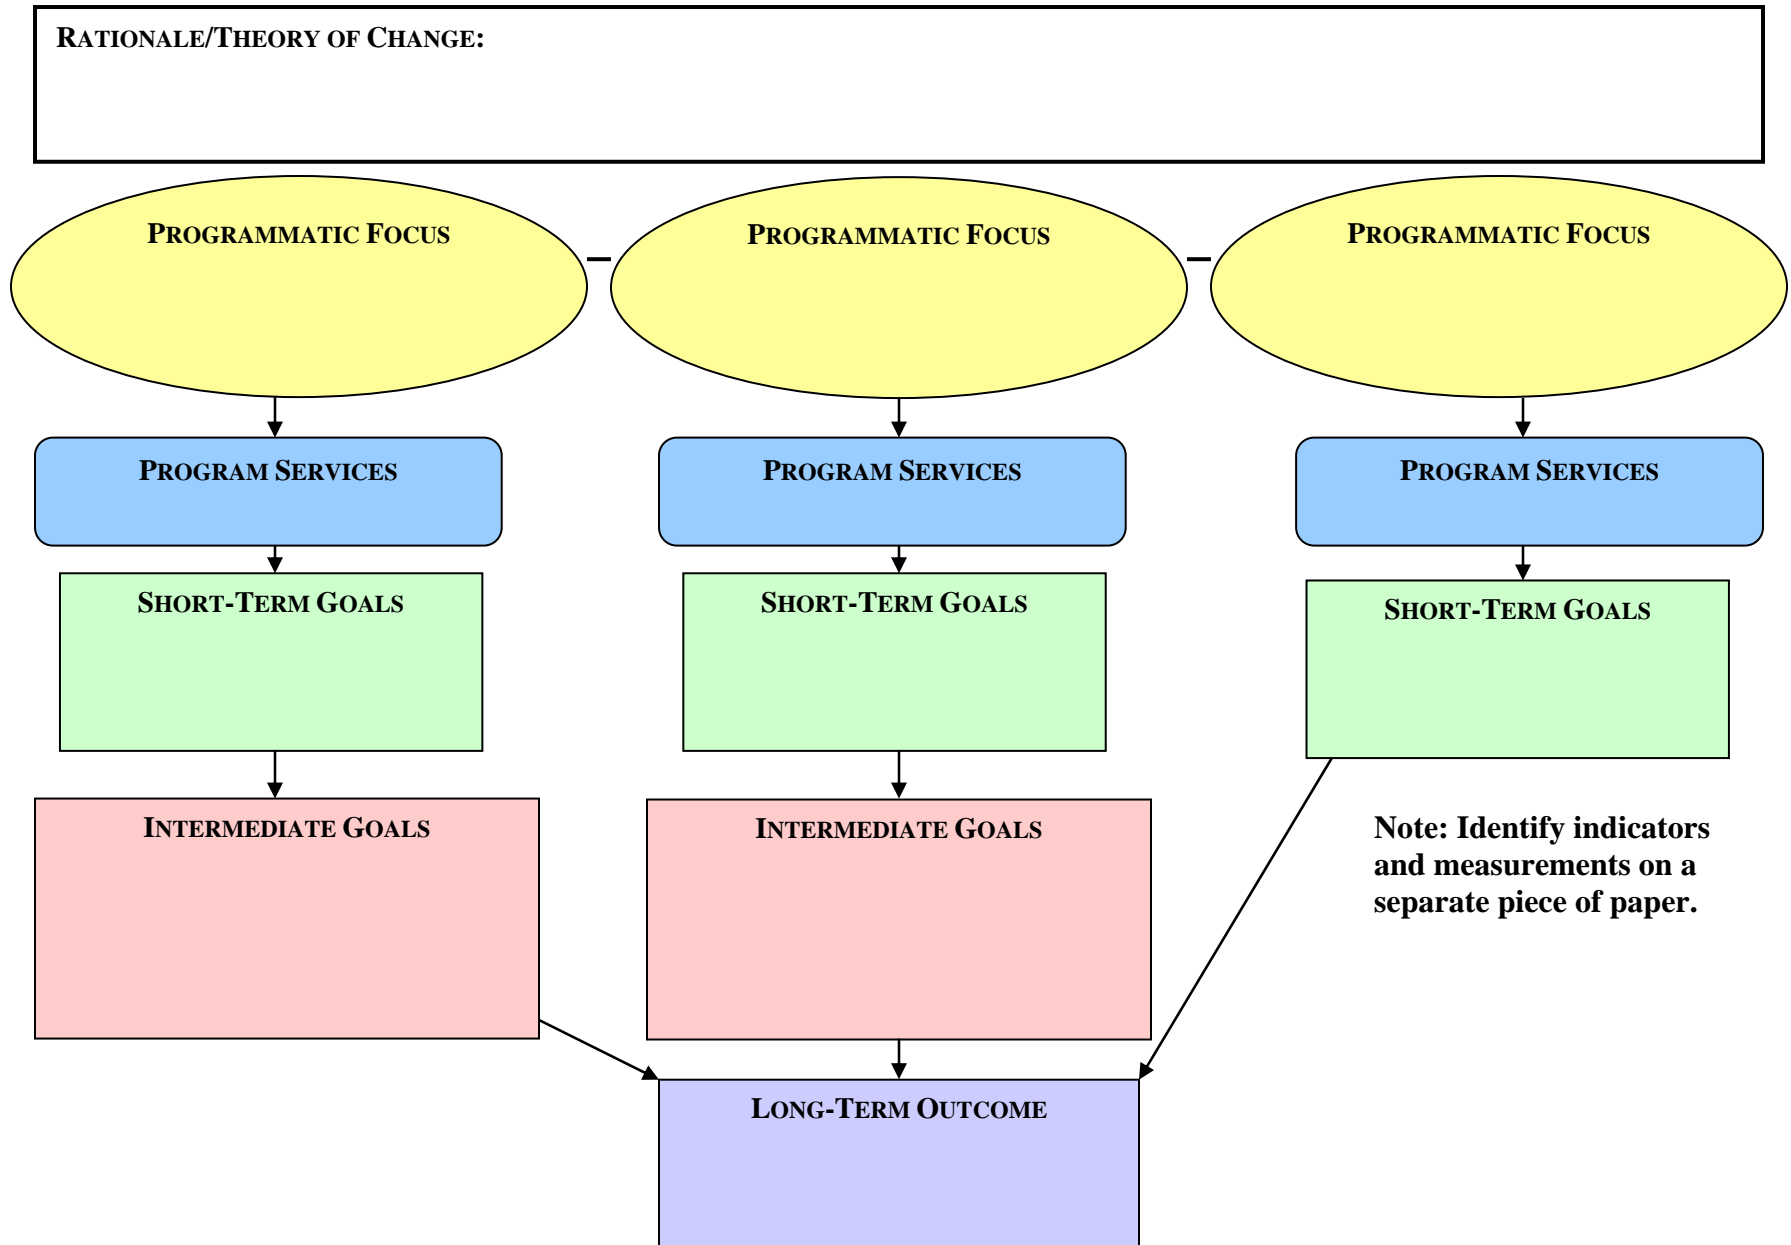 RATIONALE/THEORY OF CHANGE:
PROGRAMMATIC FOCUS
PROGRAMMATIC FOCUS
PROGRAMMATIC FOCUS
PROGRAM SERVICES
PROGRAM SERVICES
PROGRAM SERVICES
SHORT-TERM GOALS
SHORT-TERM GOALS
SHORT-TERM GOALS
INTERMEDIATE GOALS
INTERMEDIATE GOALS
Note: Identify indicators
and measurements on a
separate piece of paper.
LONG-TERM OUTCOME